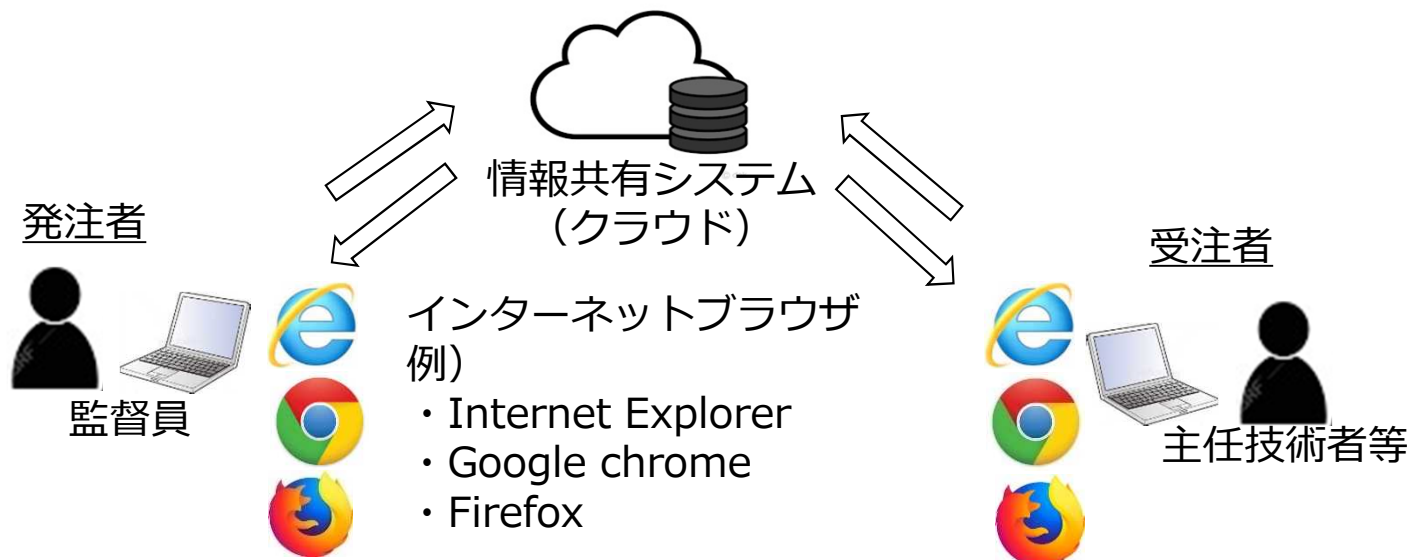 情報共有システム
（クラウド）
発注者
監督員
インターネットブラウザ
例）
・Internet Explorer
・Google chrome
・Firefox
受注者
主任技術者等